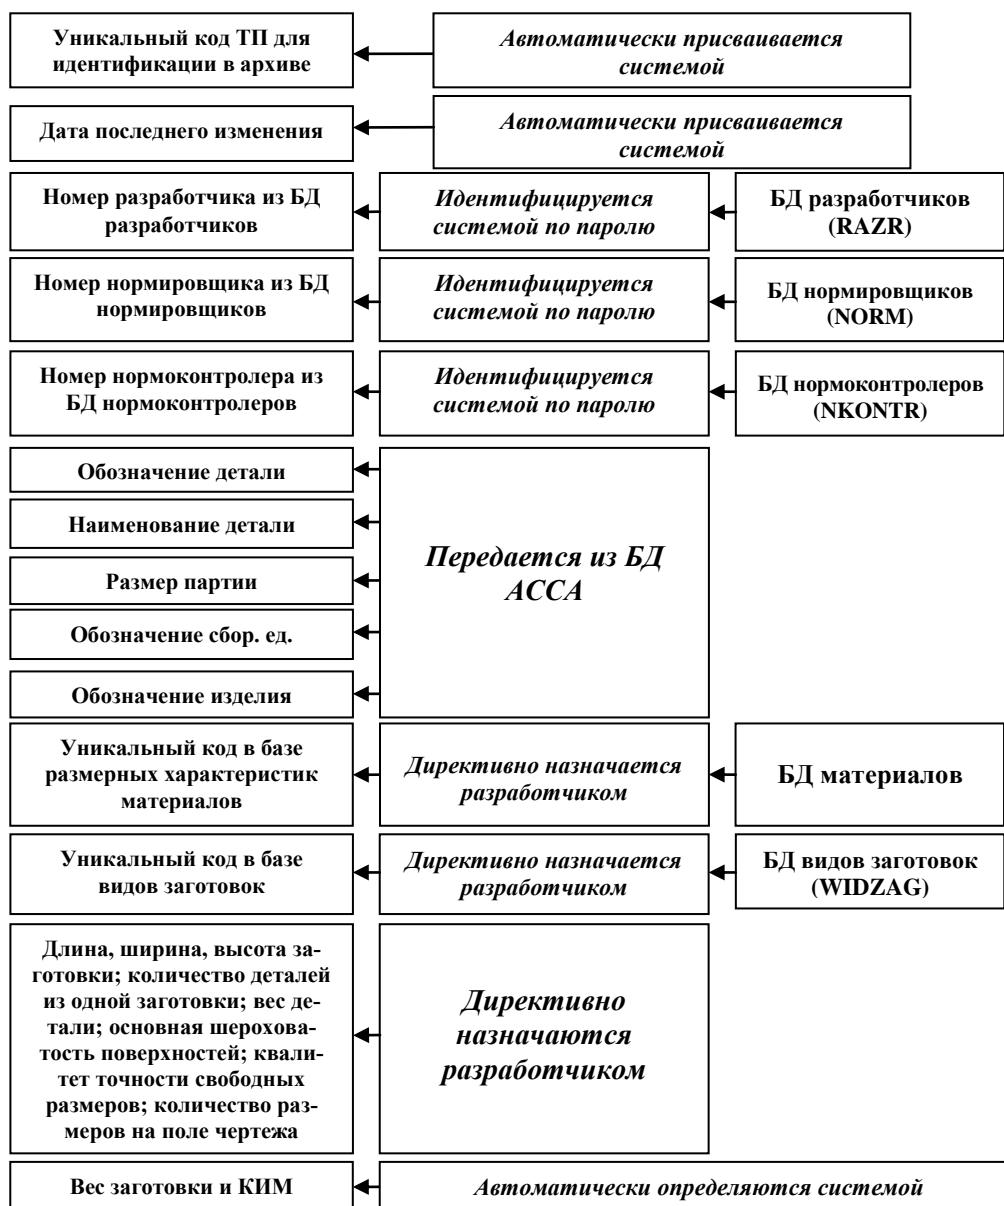 Уникальный код ТП для
идентификации в архиве
Автоматически присваивается
системой
Дата последнего изменения
Автоматически присваивается
системой
Номер разработчика из БД
разработчиков
Идентифицируется
системой по паролю
БД разработчиков
(RAZR)
Номер нормировщика из БД
нормировщиков
Идентифицируется
системой по паролю
БД нормировщиков
(NORM)
Номер нормоконтролера из
БД нормоконтролеров
Идентифицируется
системой по паролю
БД нормоконтролеров
(NKONTR)
Обозначение детали
Наименование детали
Размер партии
Обозначение сбор. ед.
Обозначение изделия
Передается из БД
АССА
Уникальный код в базе
размерных характеристик
материалов
Директивно назначается
разработчиком
БД материалов
Уникальный код в базе
видов заготовок
Директивно назначается
разработчиком
БД видов заготовок
(WIDZAG)
Длина, ширина, высота за-
готовки; количество деталей
из одной заготовки; вес де-
тали; основная шерохова-
тость поверхностей; квали-
тет точности свободных
размеров; количество раз-
меров на поле чертежа
Директивно
назначаются
разработчиком
Вес заготовки и КИМ
Автоматически определяются системой